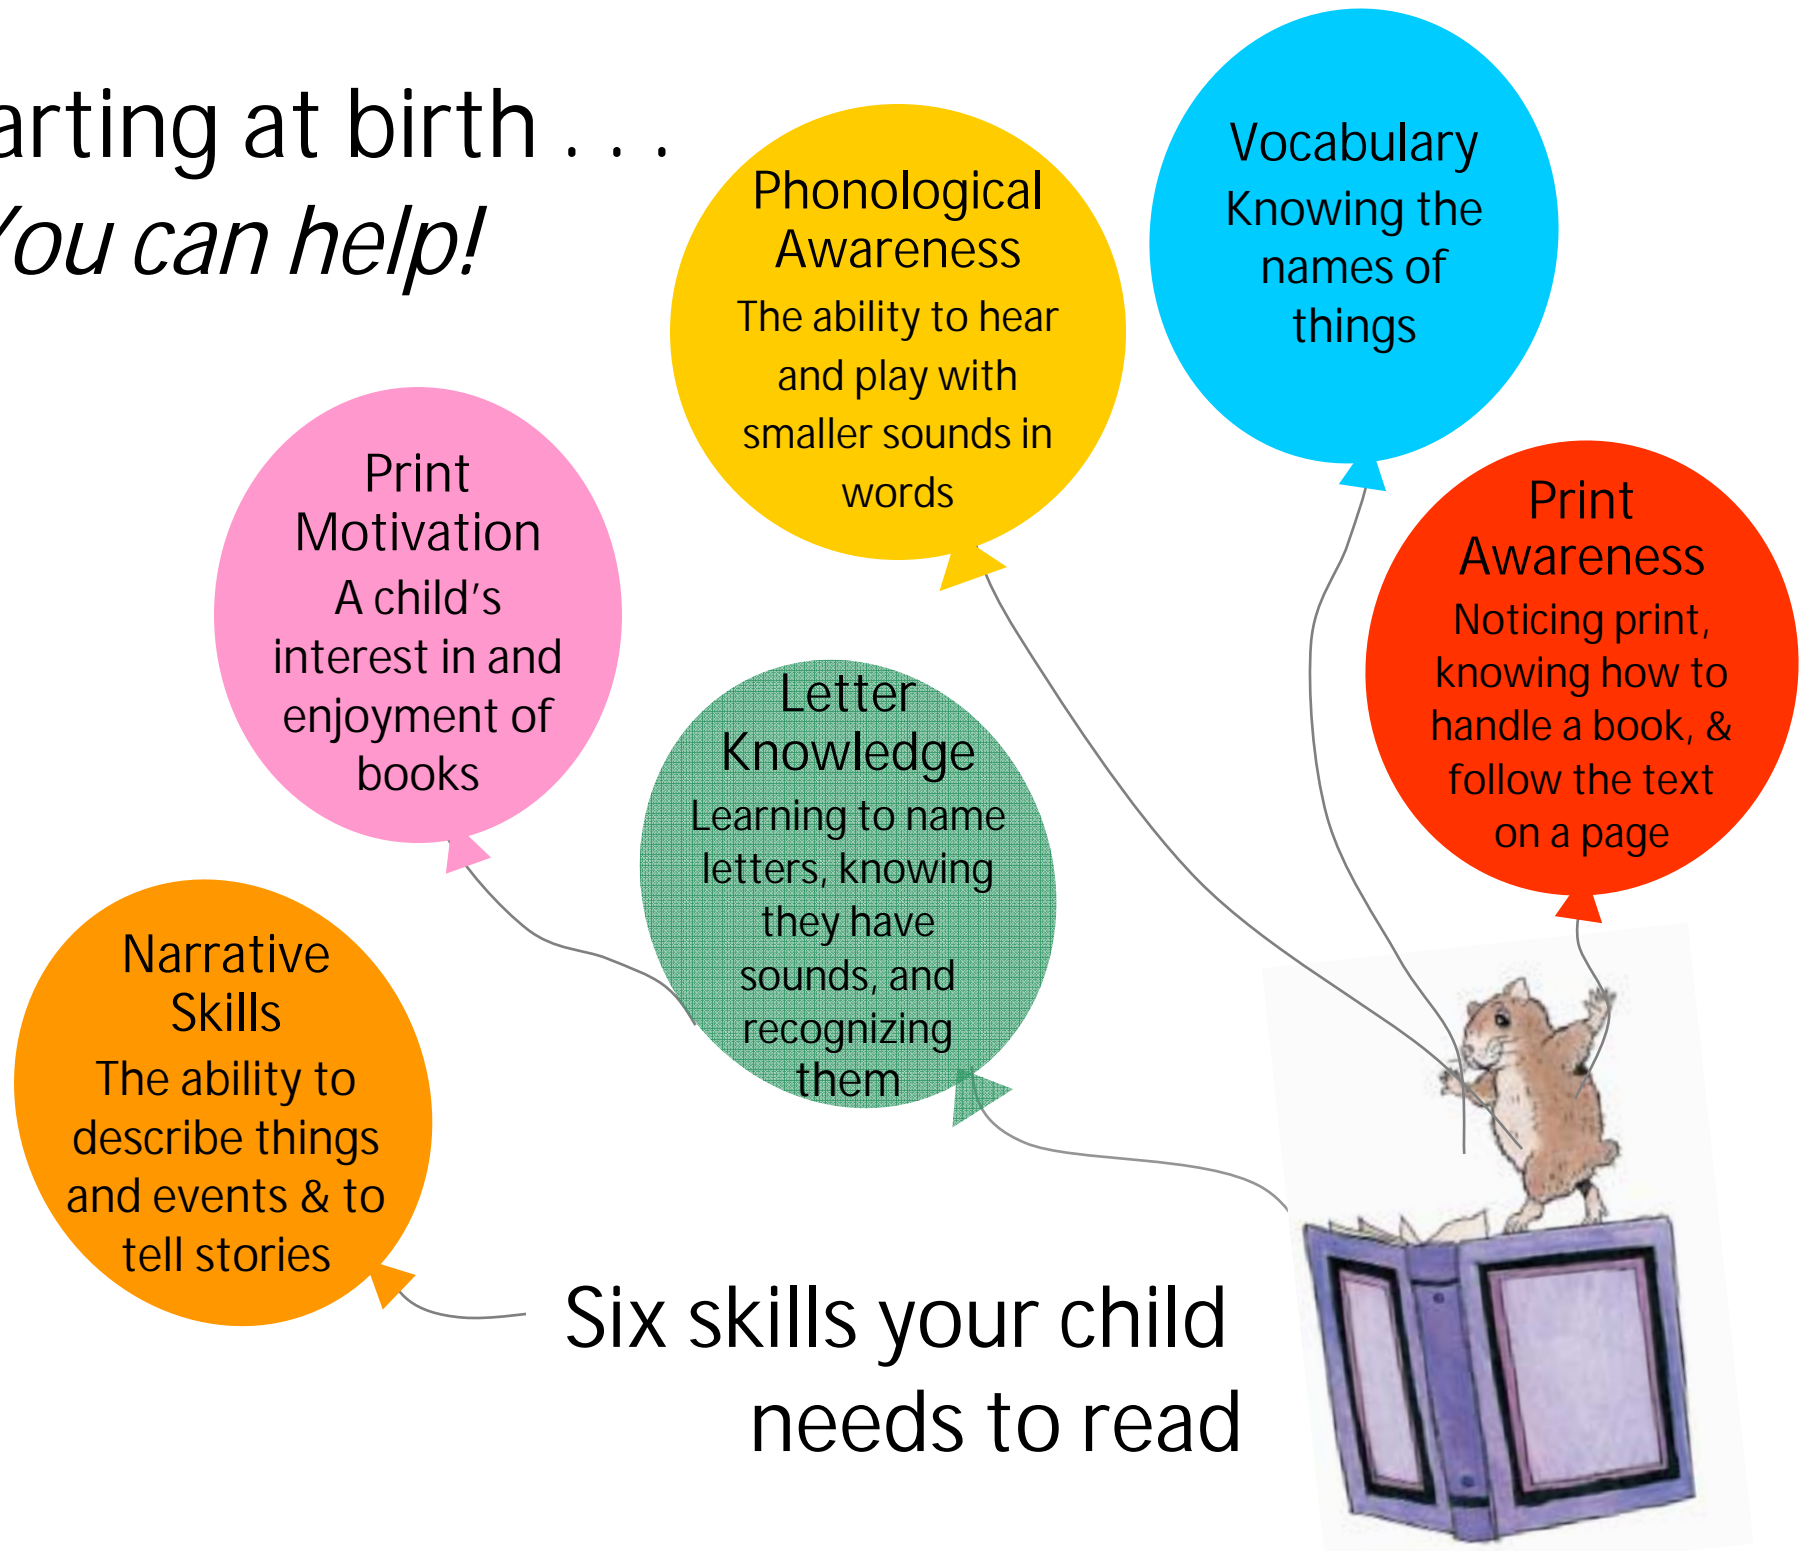 arting at birth . . .
You can help!
Phonological
Awareness
The ability to hear
and play with
smaller sounds in
words
Vocabulary
Knowing the
names of
things
Print
Motivation
A child's
interest in and
enjoyment of
books
Print
Awareness
Noticing print,
knowing how to
handle a book, &
follow the text
on a page
Letter
Knowledge
Learning to name
letters, knowing
they have
sounds, and
recognizing
them
Narrative
Skills
The ability to
describe things
and events & to
tell stories
Six skills your child
needs to read